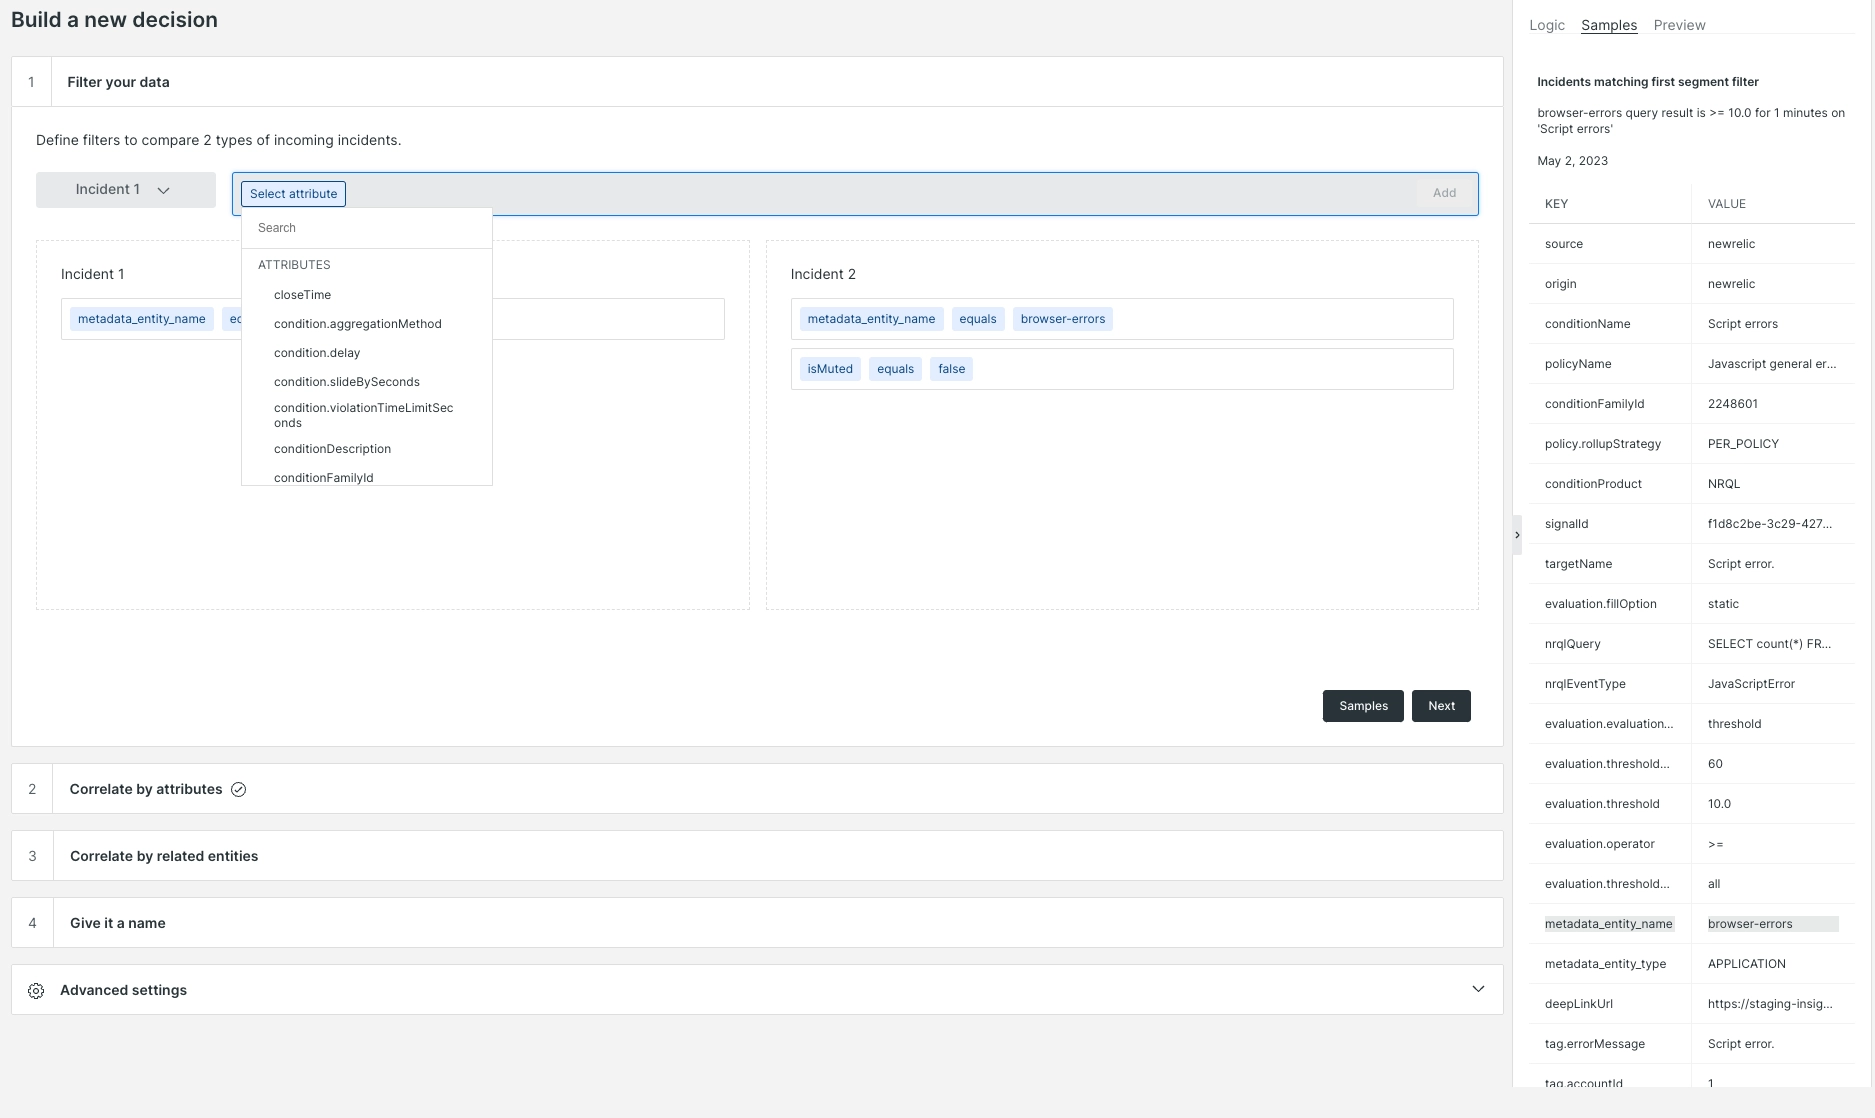 Build a new decision
1
Filter your data
Define filters to compare 2 types of incoming incidents.
Incident 1
Select attribute
Add
Search
ATTRIBUTES
closeTime
condition.aggregationMethod
condition.delay
condition.slideBySeconds
condition.violationTimeLimitSec
onds
conditionDescription
conditionFamilyId
Incident 1
metadata_entity_name
Incident 2
metadata_entity_name equals browser-errors
isMuted equals false
Samples Next
2
Correlate by attributes
3
Correlate by related entities
4
Give it a name
Advanced settings
Logic Samples Preview
Incidents matching first segment filter
browser-errors query result is >= 10.0 for 1 minutes on
'Script errors'
May 2, 2023
KEY VALUE
source newrelic
origin newrelic
conditionName Script errors
policyName Javascript general er...
conditionFamilyId 2248601
policy.rollupStrategy PER_POLICY
conditionProduct NRQL
signalId f1d8c2be-3c29-427...
targetName Script error.
evaluation.fillOption static
nrqlQuery SELECT count(*) FR...
nrqlEventType JavaScriptError
evaluation.evaluation... threshold
evaluation.threshold... 60
evaluation.threshold 10.0
evaluation.operator >=
evaluation.threshold... all
metadata_entity_name browser-errors
metadata_entity_type APPLICATION
deepLinkUrl https://staging-insig...
tag.errorMessage Script error.
tag.accountId 1